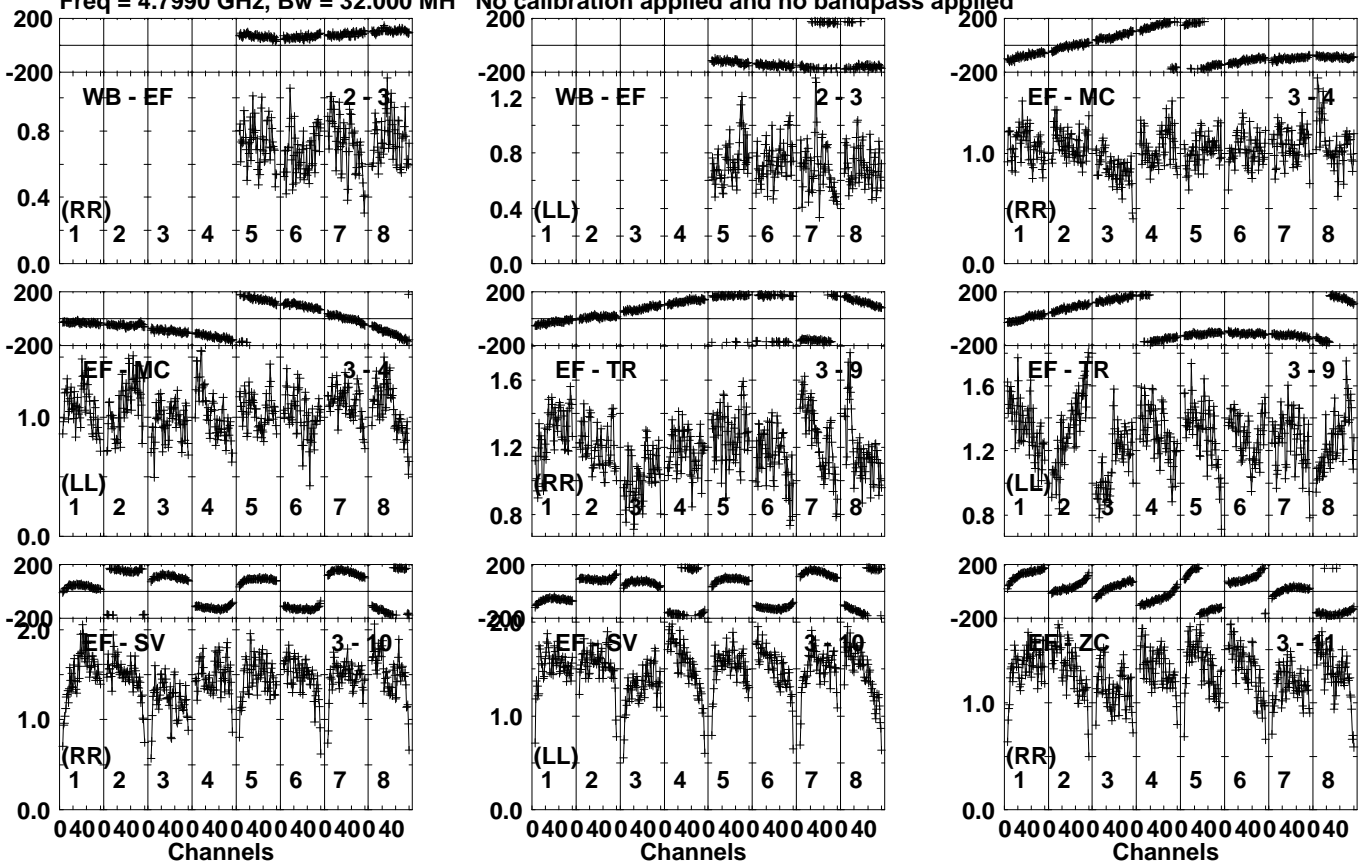 Freq = 4.7990 GHz, Bw = 32.000 MH No calibration applied and no bandpass applied
200 200 200
-200 -200 -200
WB - EF 2 - 3 WB - EF 2 - 3 EF - MC 3 - 4
1.2
0.8 0.8 1.0
0.4 0.4
(RR) (LL) (RR)
1 2 3 4 5 6 7 8 1 2 3 4 5 6 7 8 1 2 3 4 5 6 7 8
0.0 0.0 0.0
200 200 200
-200 -200 -200
EF - MC 3 - 4 EF - TR 3 - 9 EF - TR 3 - 9
1.6 1.6
1.0 1.2 1.2
(LL) (RR) (LL)
1 2 3 4 5 6 7 8 1 2 3 4 5 6 7 8 1 2 3 4 5 6 7 8
0.0 0.8 0.8
200 200 200
-200 -200 -200
2.0 2.0
EF - SV 3 - 10 EF - SV 3 - 10 EF - ZC 3 - 11
1.0 1.0 1.0
(RR) (LL) (RR)
1 2 3 4 5 6 7 8 1 2 3 4 5 6 7 8 1 2 3 4 5 6 7 8
0.0 0.0 0.0
0 40 0 40 0 40 0 40 0 40 0 40 0 40 0 40 0 40 0 40 0 40 0 40 0 40 0 40 0 40 0 40 0 40 0 40 0 40 0 40 0 40 0 40 0 40 0 40
Channels Channels Channels